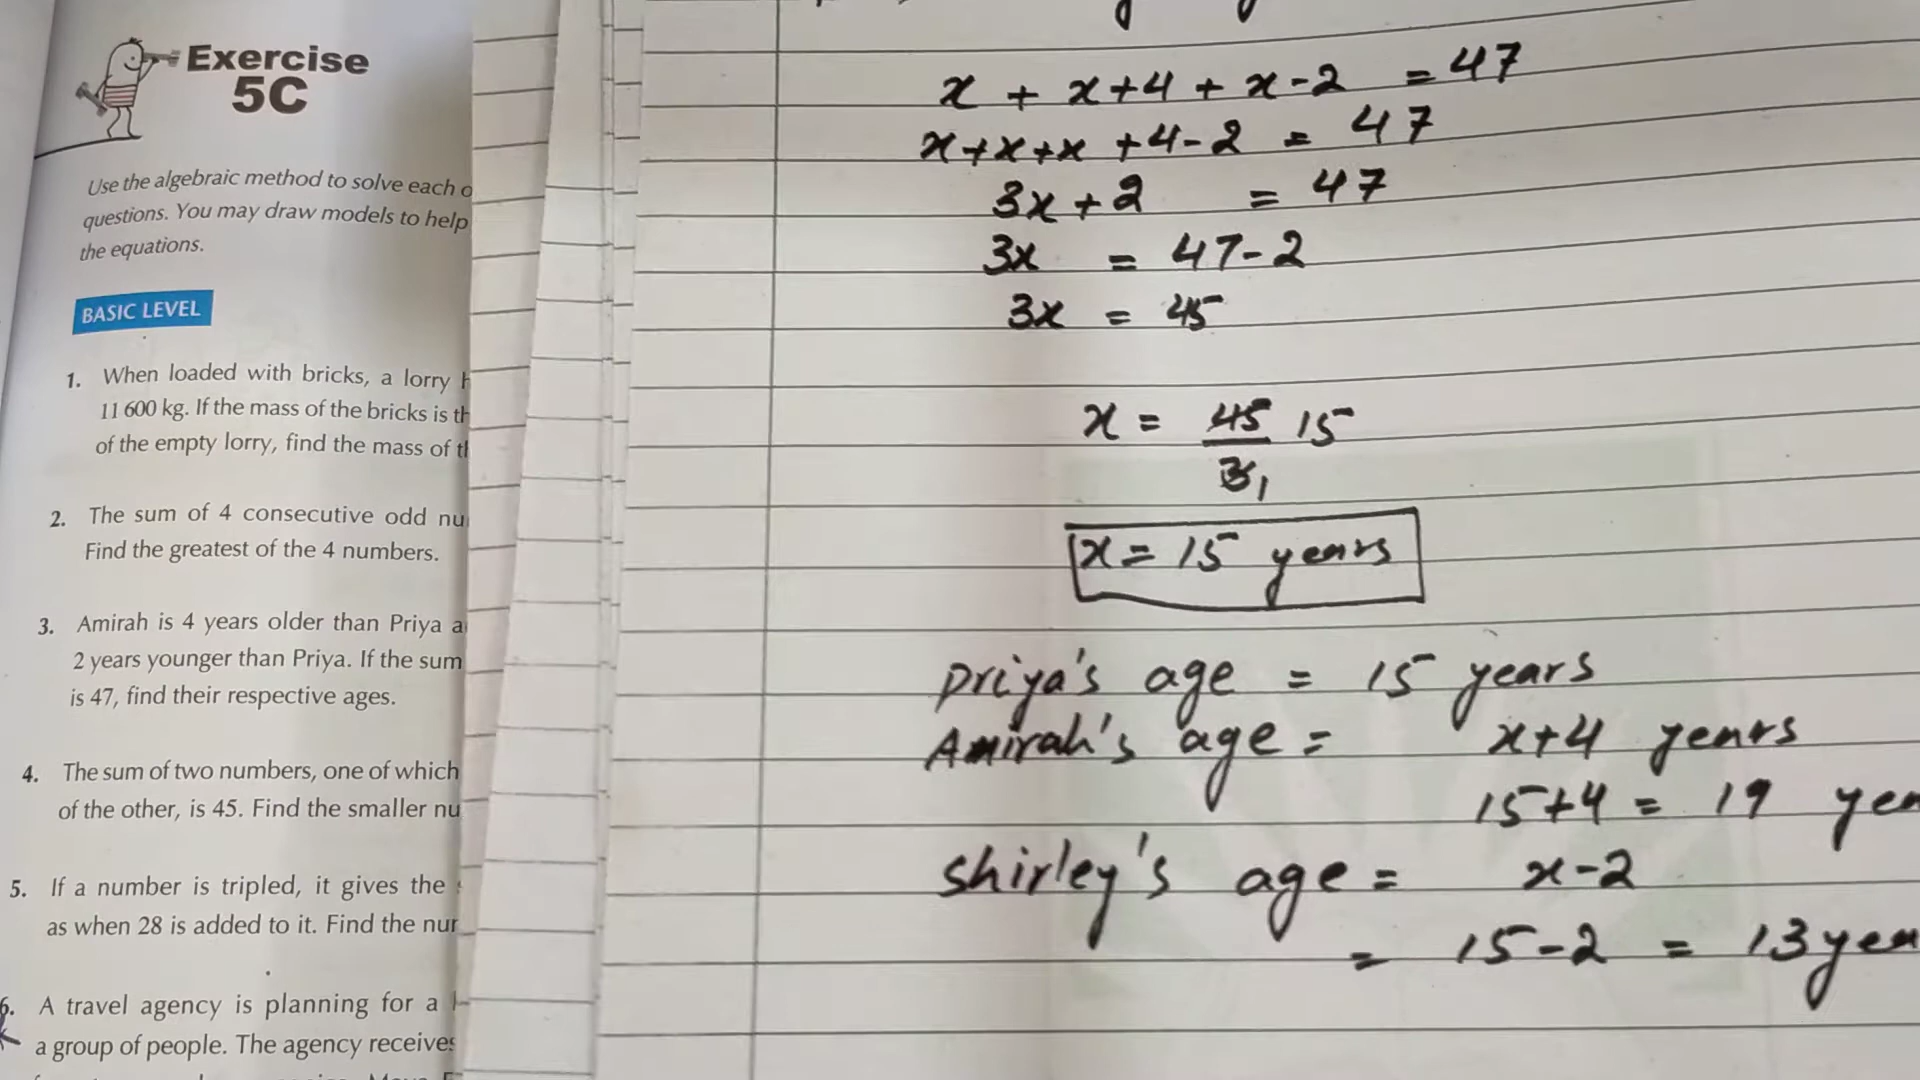 Exercise
5C
Use the algebraic method to solve each
questions. You may draw models to help
the equations.
BASIC LEVEL
1. When loaded with bricks, a lorry
11 600 kg. If the mass of the bricks is
of the empty lorry, find the mass of
2. The sum of 4 consecutive odd
Find the greatest of the 4 numbers.
3. Amirah is 4 years older than Priya
2 years younger than Priya. If the sum
is 47, find their respective ages.
4. The sum of two numbers, one of which
of the other, is 45. Find the smaller
5. If a number is tripled, it gives the
as when 28 is added to it. Find the
6. A travel agency is planning for a
a group of people. The agency receives
x + x+4 + x-2 = 47
x+x+x +4-2 = 47
3x+2 = 47
3x = 47-2
3x = 45
x = 45 15
3 1
x = 15 years
Priya's age = 15 years
Amirah's age = x+4 years
15+4 = 19
Shirley's age = x-2
= 15-2 = 13